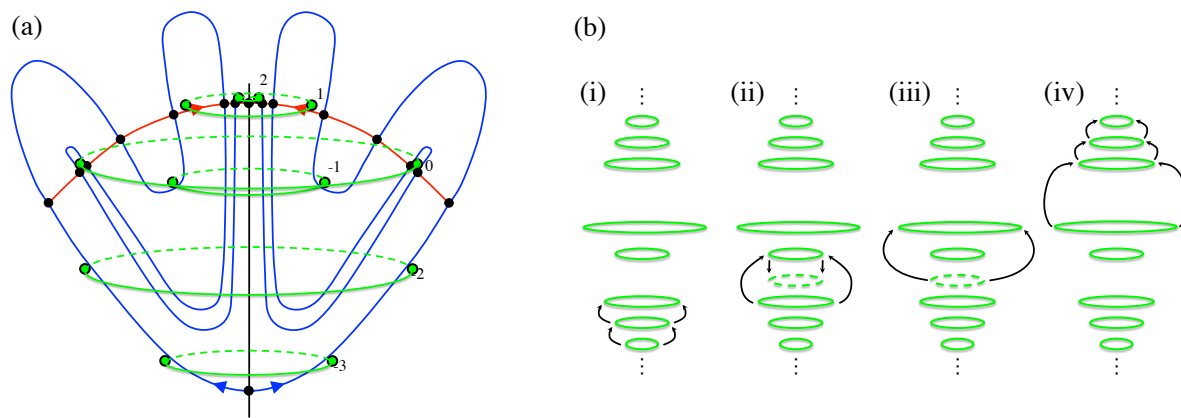 (a)
2
1
0
-1
-2
-3
(b)
(i) (ii) (iii) (iv)
⋮ ⋮ ⋮ ⋮
⋮ ⋮ ⋮ ⋮